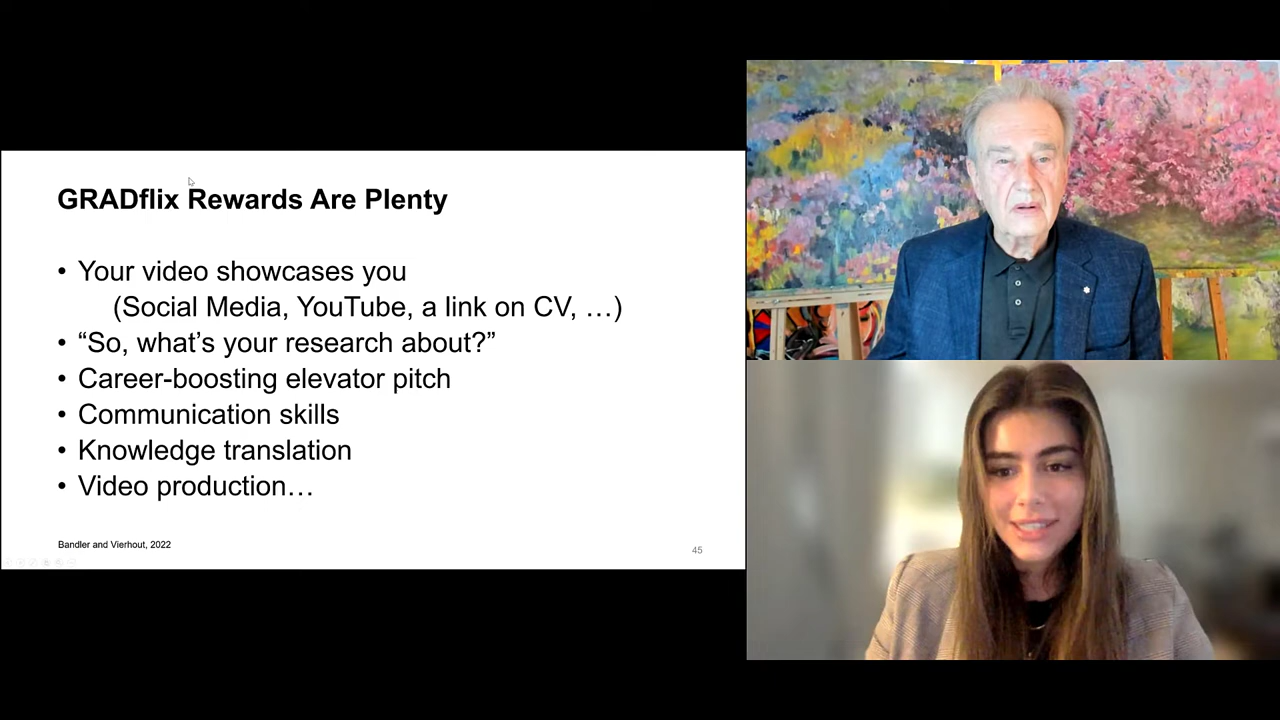 GRADflix Rewards Are Plenty
• Your video showcases you
(Social Media, YouTube, a link on CV, …)
• “So, what’s your research about?”
• Career-boosting elevator pitch
• Communication skills
• Knowledge translation
• Video production…
Bandler and Vierhout, 2022
45